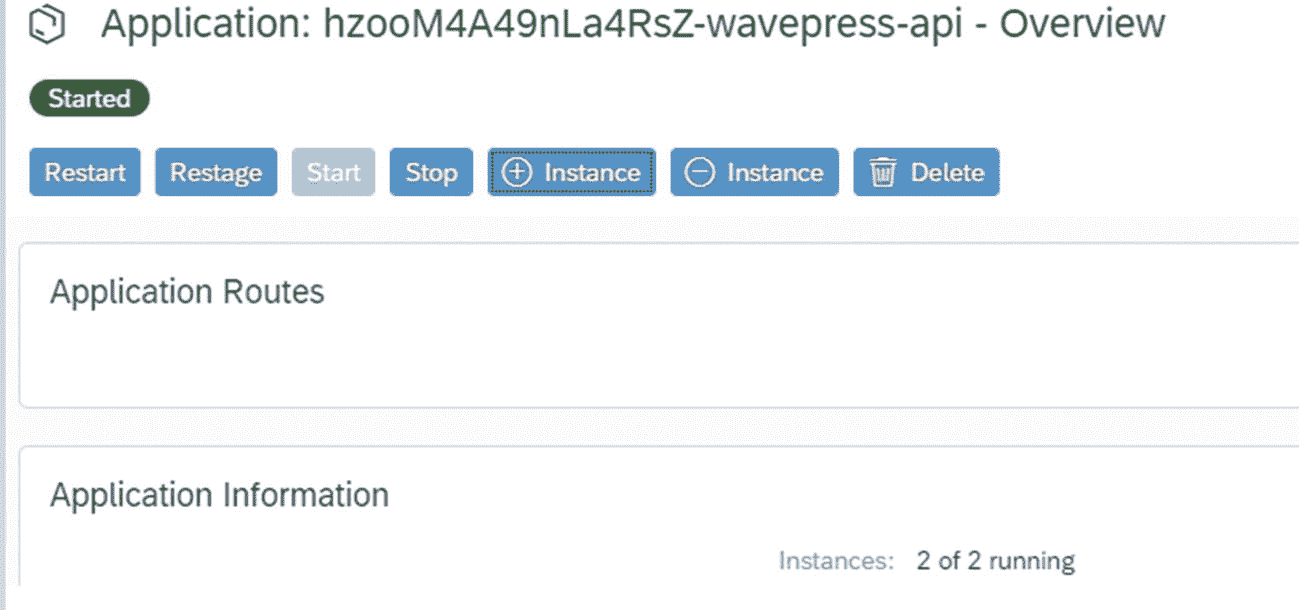 Application: hzooM4A49nLa4RsZ-wavepress-api - Overview
Started
Restart Restage Start Stop Instance Instance Delete
Application Routes
Application Information
Instances: 2 of 2 running